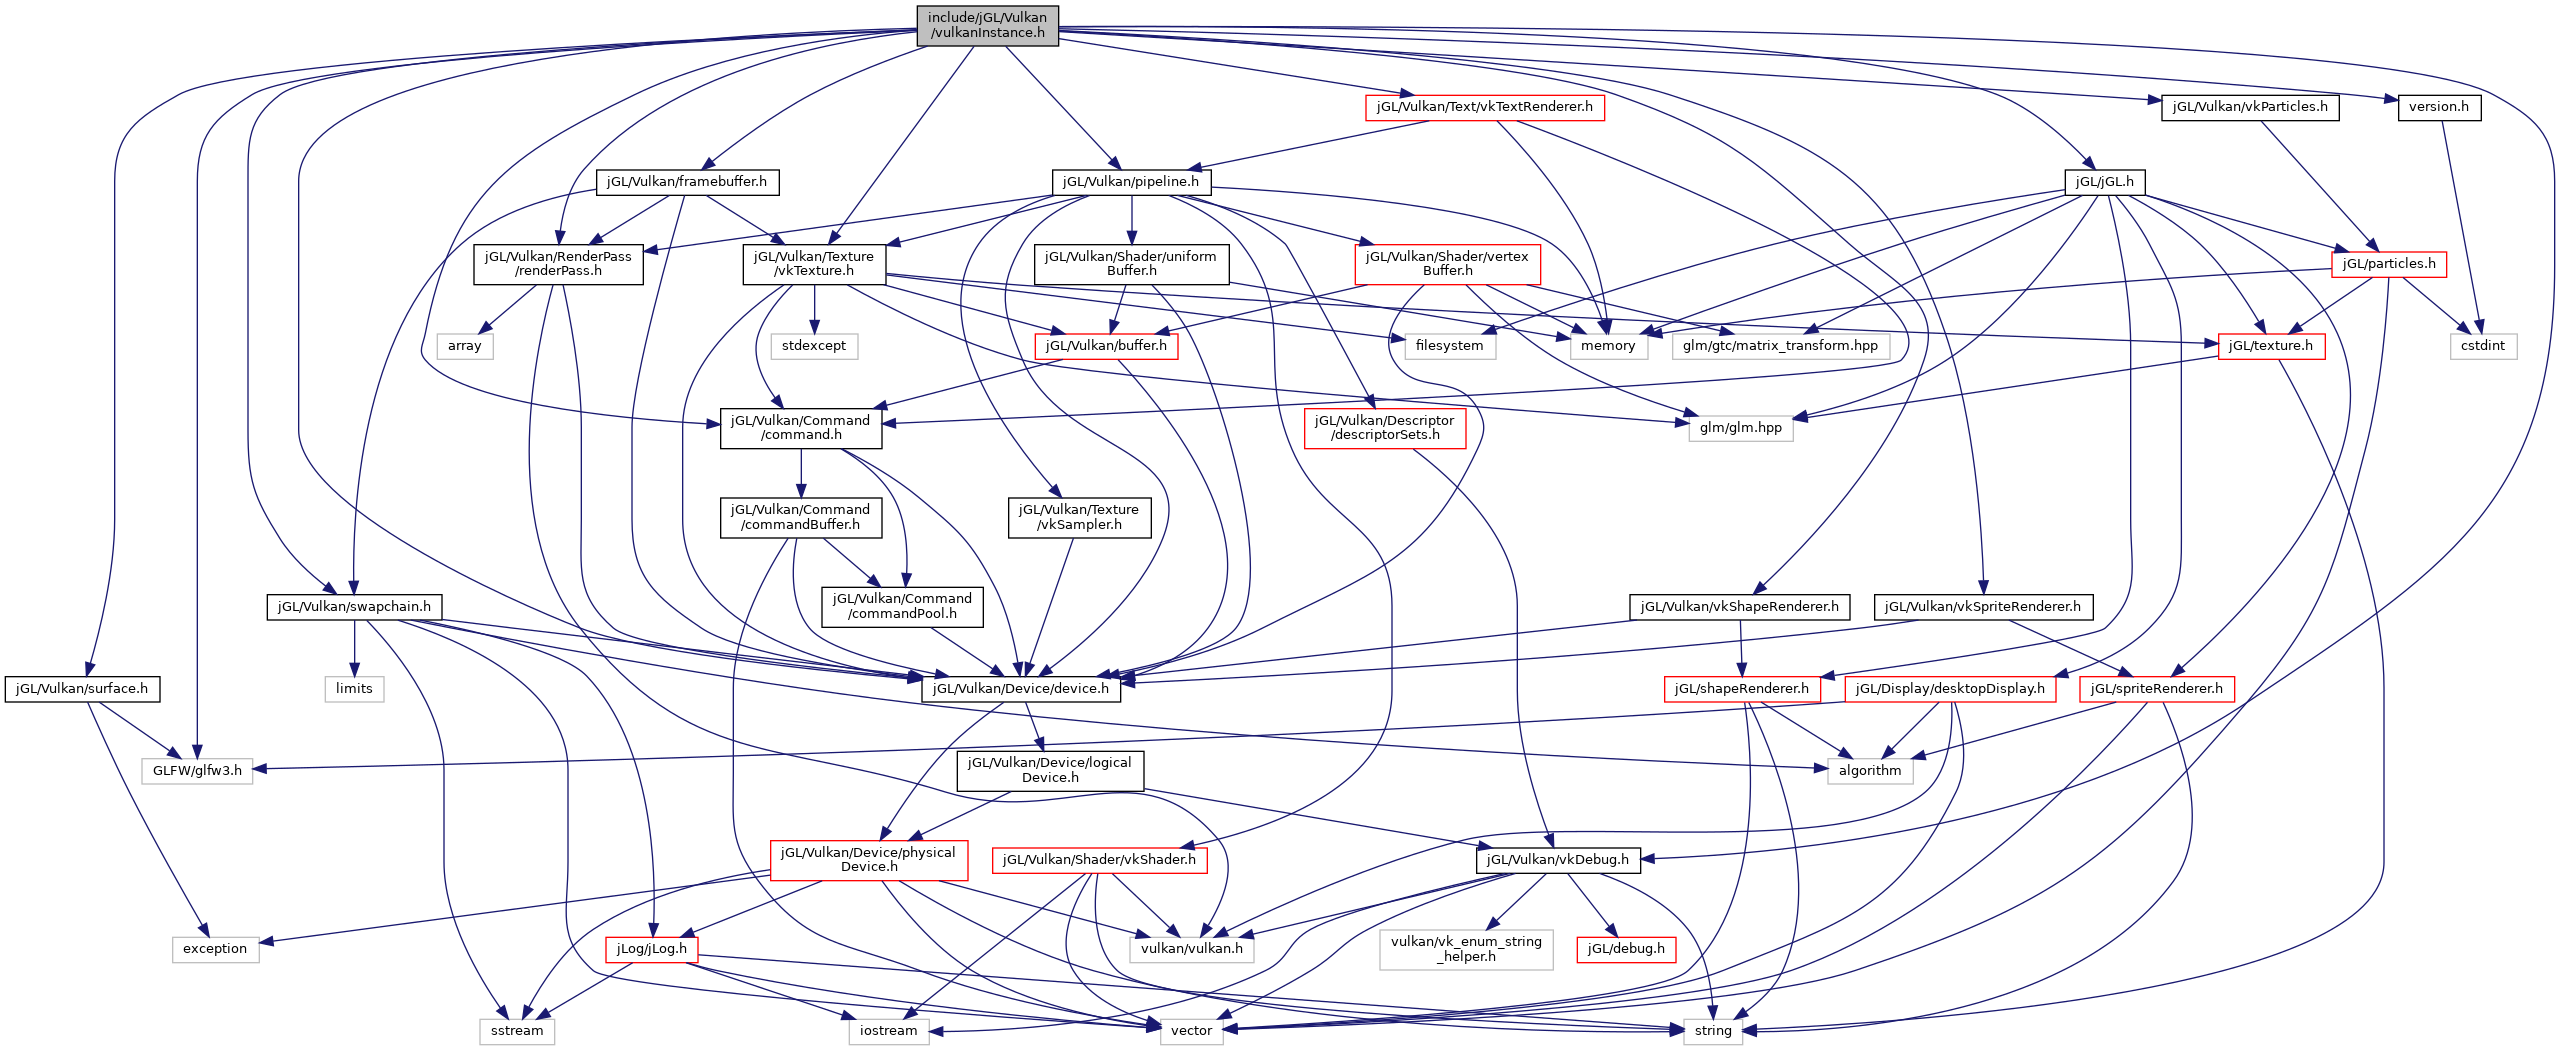 include/jGL/Vulkan
/vulkanInstance.h
jGL/Vulkan/Text/vkTextRenderer.h
jGL/Vulkan/vkParticles.h
version.h
jGL/Vulkan/framebuffer.h
jGL/Vulkan/pipeline.h
jGL/jGL.h
jGL/Vulkan/RenderPass
/renderPass.h
jGL/Vulkan/Texture
/vkTexture.h
jGL/Vulkan/Shader/uniform
Buffer.h
jGL/Vulkan/Shader/vertex
Buffer.h
jGL/particles.h
array
stdexcept
jGL/Vulkan/buffer.h
filesystem
memory
glm/gtc/matrix_transform.hpp
jGL/texture.h
cstdint
jGL/Vulkan/Command
/command.h
jGL/Vulkan/Descriptor
/descriptorSets.h
glm/glm.hpp
jGL/Vulkan/Command
/commandBuffer.h
jGL/Vulkan/Texture
/vkSampler.h
jGL/Vulkan/swapchain.h
jGL/Vulkan/Command
/commandPool.h
jGL/Vulkan/vkShapeRenderer.h
jGL/Vulkan/vkSpriteRenderer.h
jGL/Vulkan/surface.h
limits
jGL/Vulkan/Device/device.h
jGL/shapeRenderer.h
jGL/Display/desktopDisplay.h
jGL/spriteRenderer.h
GLFW/glfw3.h
jGL/Vulkan/Device/logical
Device.h
algorithm
jGL/Vulkan/Device/physical
Device.h
jGL/Vulkan/Shader/vkShader.h
jGL/Vulkan/vkDebug.h
exception
jLog/jLog.h
vulkan/vulkan.h
vulkan/vk_enum_string
_helper.h
jGL/debug.h
sstream
iostream
vector
string